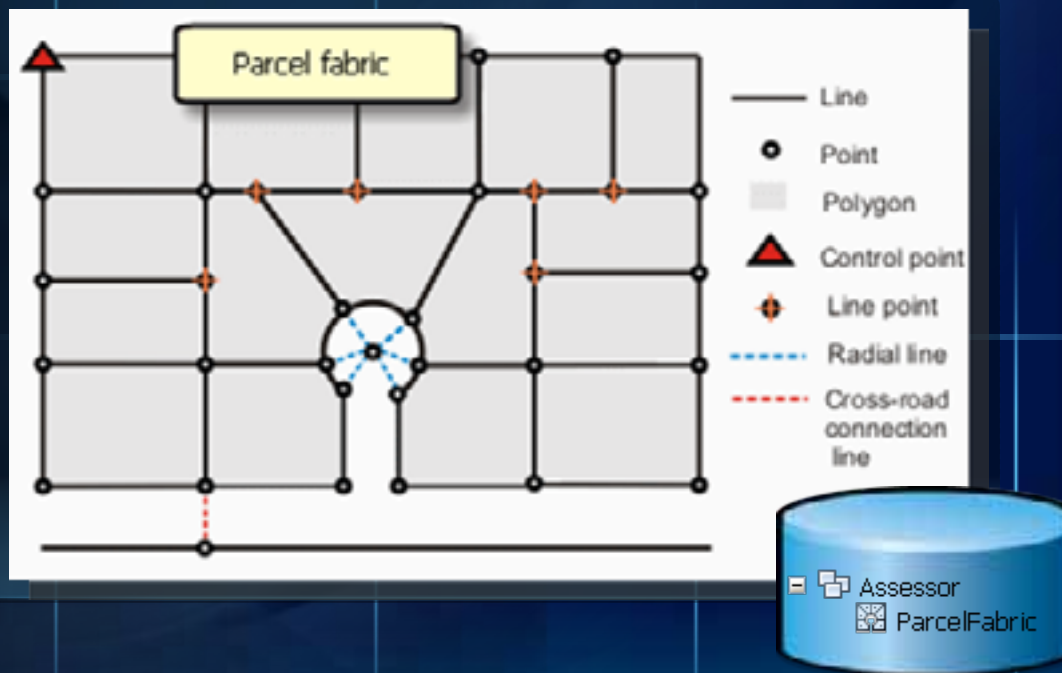 Parcel fabric
Line
Point
Polygon
Control point
Line point
Radial line
Cross-road
connection
line
Assessor
ParcelFabric